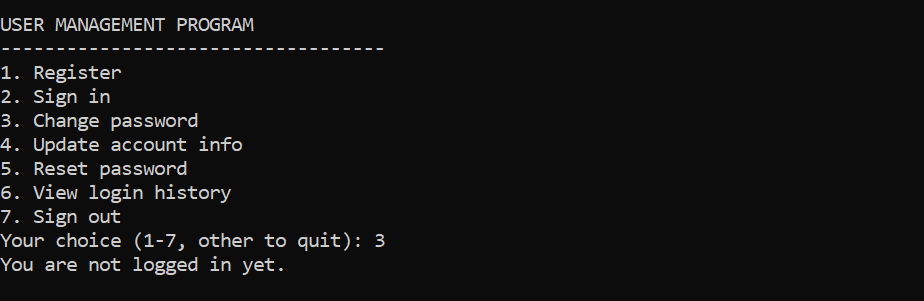 USER MANAGEMENT PROGRAM
-----------------------------------
1. Register
2. Sign in
3. Change password
4. Update account info
5. Reset password
6. View login history
7. Sign out
Your choice (1-7, other to quit): 3
You are not logged in yet.